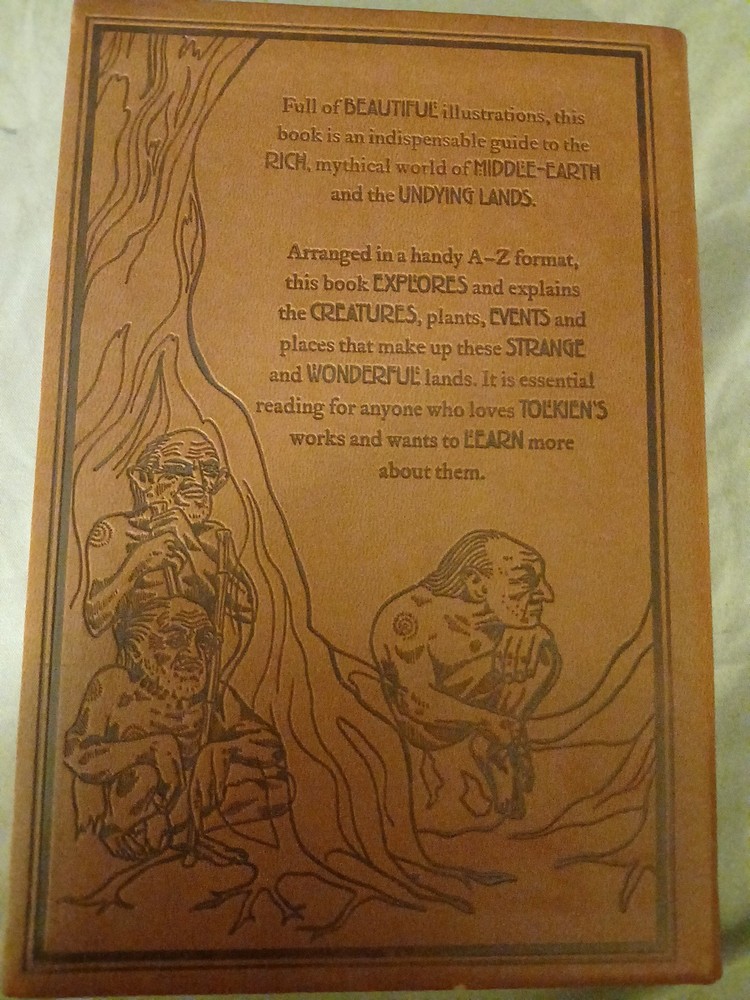 Full of BEAUTIFUL illustrations, this
book is an indispensable guide to the
RICH, mythical world of MIDDLE-EARTH
and the UNDYING LANDS.
Arranged in a handy A–Z format,
this book EXPLORES and explains
the CREATURES, plants, EVENTS and
places that make up these STRANGE
and WONDERFUL lands. It is essential
reading for anyone who loves TOLKIEN'S
works and wants to LEARN more
about them.